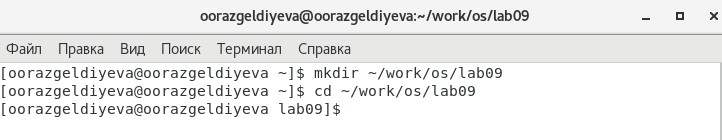 oorazgeldiyeva@oorazgeldiyeva:~/work/os/lab09
Файл Правка Вид Поиск Терминал Справка
[oorazgeldiyeva@oorazgeldiyeva ~]$ mkdir ~/work/os/lab09
[oorazgeldiyeva@oorazgeldiyeva ~]$ cd ~/work/os/lab09
[oorazgeldiyeva@oorazgeldiyeva lab09]$